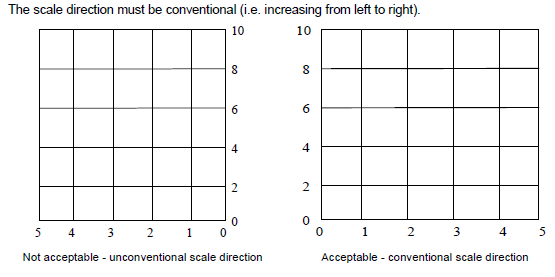 The scale direction must be conventional (i.e. increasing from left to right).
10
8
6
4
2
0
5 4 3 2 1 0
Not acceptable - unconventional scale direction
10
8
6
4
2
0
0 1 2 3 4 5
Acceptable - conventional scale direction